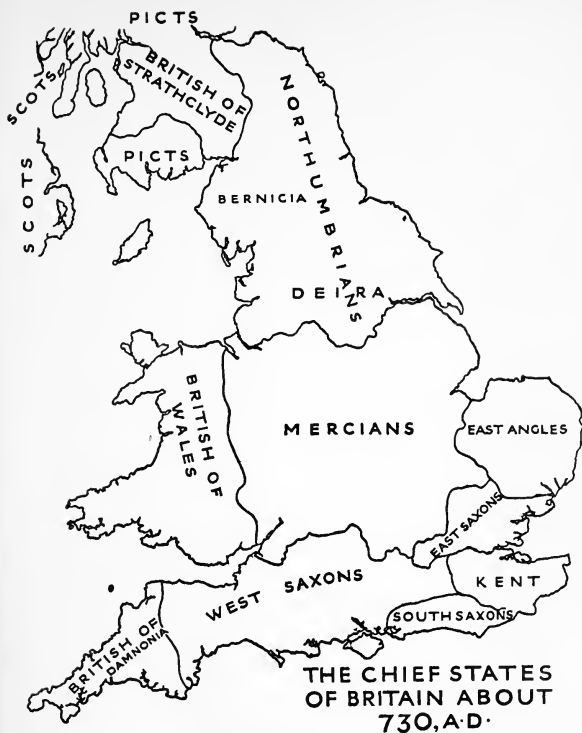 PICTS
SCOTS
BRITISH OF
STRATHCLYDE
NORTHUMBRIANS
SCOTS
PICTS
BERNICIA
DEIRA
BRITISH OF
WALES
MERCIANS
EAST ANGLES
EAST SAXONS
WEST SAXONS
KENT
SOUTH SAXONS
BRITISH OF
DAMNONIA
THE CHIEF STATES
OF BRITAIN ABOUT
730, A·D·